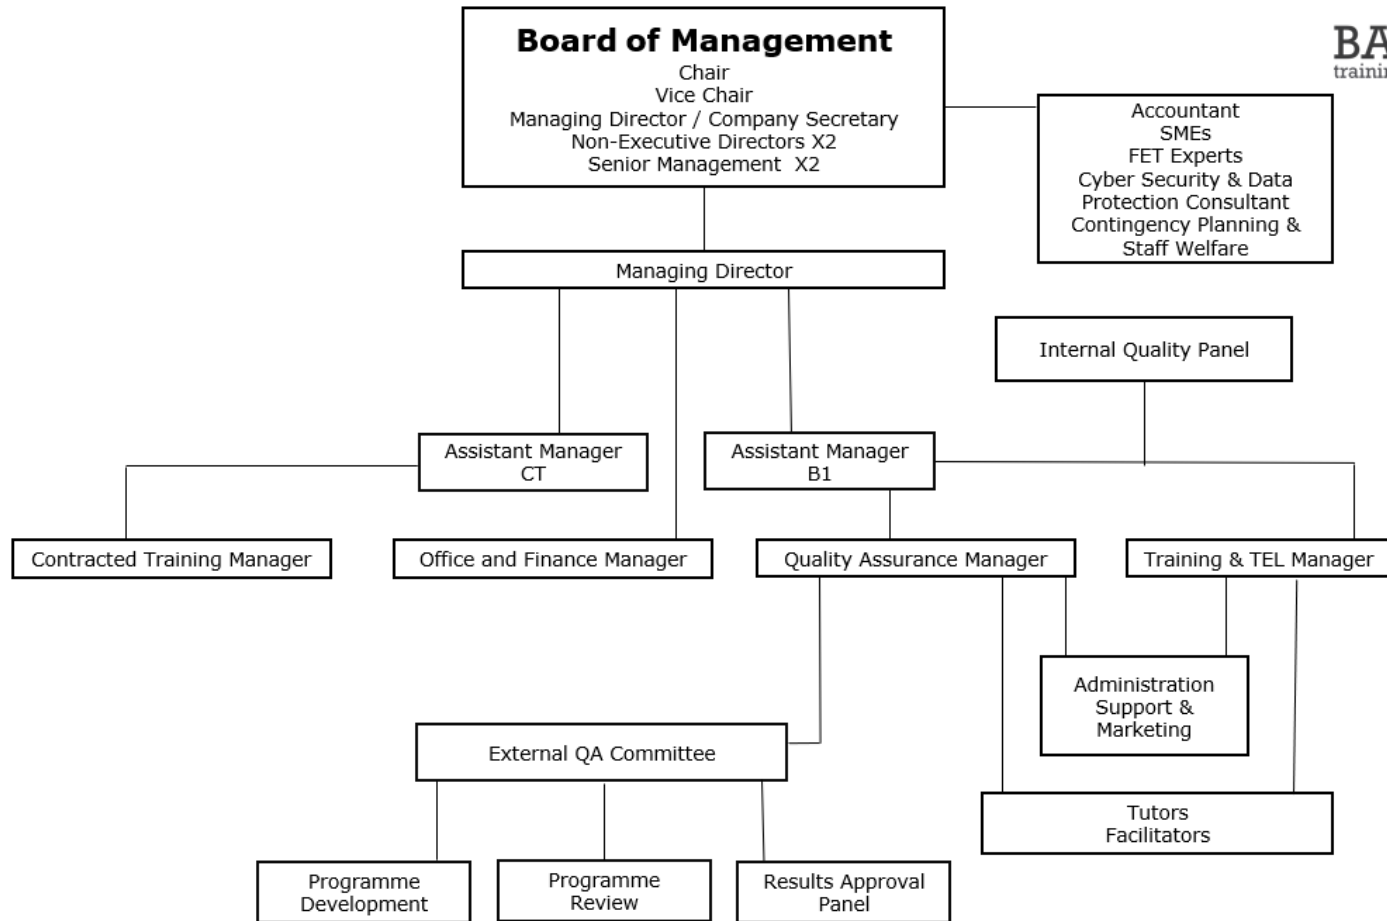 Board of Management
Chair
Vice Chair
Managing Director / Company Secretary
Non-Executive Directors X2
Senior Management X2
BA
trainin
Accountant
SMEs
FET Experts
Cyber Security & Data
Protection Consultant
Contingency Planning &
Staff Welfare
Managing Director
Internal Quality Panel
Assistant Manager
CT
Assistant Manager
B1
Contracted Training Manager
Office and Finance Manager
Quality Assurance Manager
Training & TEL Manager
Administration
Support &
Marketing
External QA Committee
Tutors
Facilitators
Programme
Development
Programme
Review
Results Approval
Panel